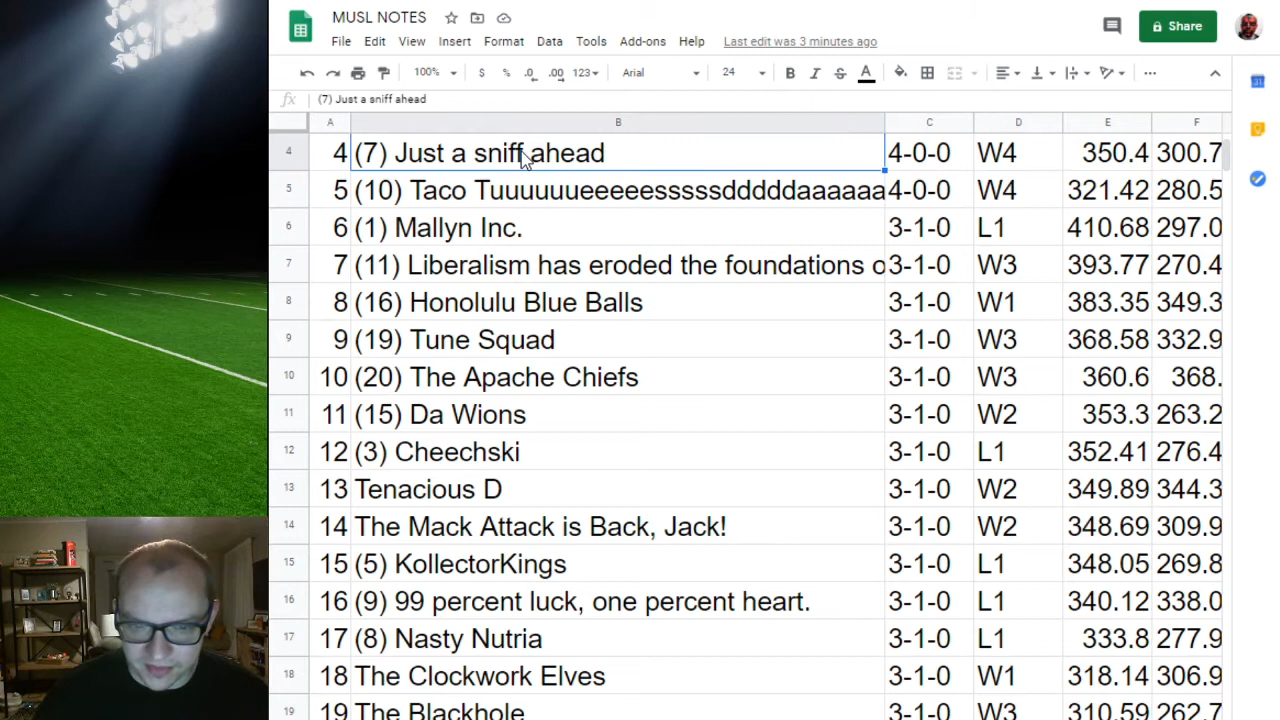 MUSL NOTES
File Edit View Insert Format Data Tools Add-ons Help Last edit was 3 minutes ago
Share
100% $ % .0 .00 123 Arial 24 B I S A
fx (7) Just a sniff ahead
A B C D E F
4 4 (7) Just a sniff ahead 4-0-0 W4 350.4 300.7
5 5 (10) Taco Tuuuuuueeeeesssssdddddaaaaaa 4-0-0 W4 321.42 280.5
6 6 (1) Mallyn Inc. 3-1-0 L1 410.68 297.0
7 7 (11) Liberalism has eroded the foundations o 3-1-0 W3 393.77 270.4
8 8 (16) Honolulu Blue Balls 3-1-0 W1 383.35 349.3
9 9 (19) Tune Squad 3-1-0 W3 368.58 332.9
10 10 (20) The Apache Chiefs 3-1-0 W3 360.6 368.
11 11 (15) Da Wions 3-1-0 W2 353.3 263.2
12 12 (3) Cheechski 3-1-0 L1 352.41 276.4
13 13 Tenacious D 3-1-0 W2 349.89 344.3
14 14 The Mack Attack is Back, Jack! 3-1-0 W2 348.69 309.9
15 15 (5) KollectorKings 3-1-0 L1 348.05 269.8
16 16 (9) 99 percent luck, one percent heart. 3-1-0 L1 340.12 338.0
17 17 (8) Nasty Nutria 3-1-0 L1 333.8 277.9
18 18 The Clockwork Elves 3-1-0 W1 318.14 306.9
19 19 The Blackhole 3-1-0 W3 310.59 262.7